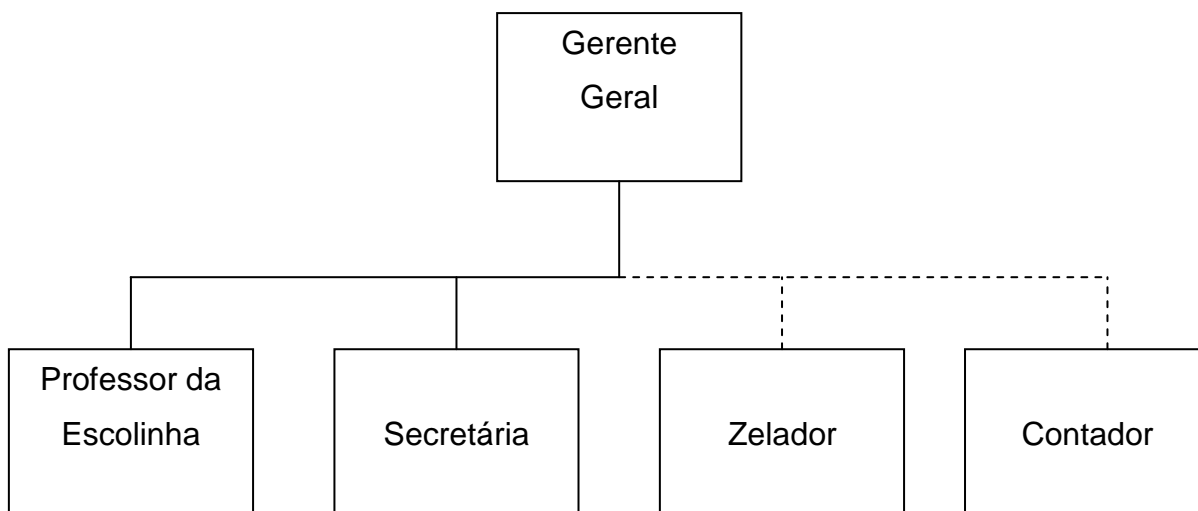 Gerente
Geral
Professor da
Escolinha
Secretária
Zelador
Contador